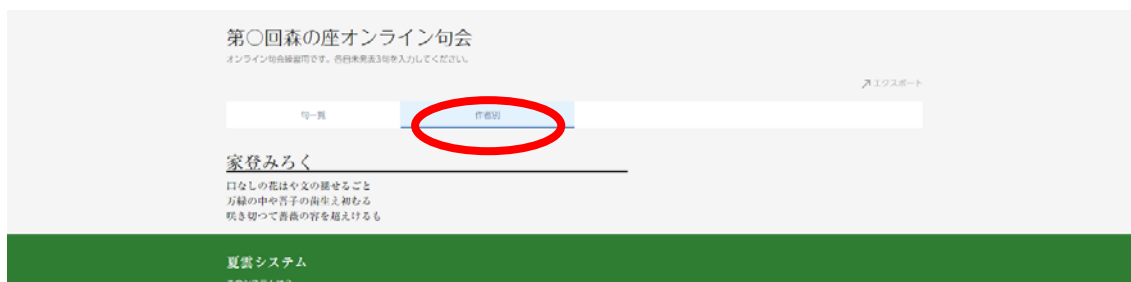 第〇回森の座オンライン句会
オンライン句会練習用です。各自未発表3句を入力してください。
エクスポート
句一覧
作者別
家登みろく
口なしの花はや文の褪せるごと
万緑の中や吾子の歯生え初むる
咲き切つて薔薇の容を超えけるも
夏雲システム